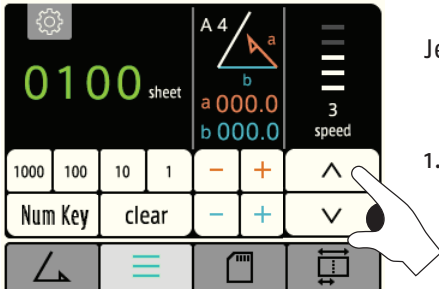 A 4
a
b
0100 sheet
a 000.0
b 000.0
3
speed
1000 100 10 1 − +
Num Key clear − +
Je
1.